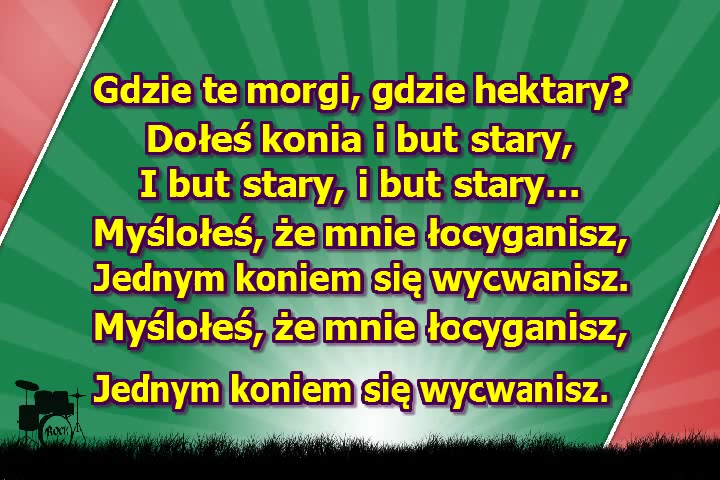 Gdzie te morgi, gdzie hektary?
Dołeś konia i but stary,
I but stary, i but stary...
Myślołeś, że mnie łocyganisz,
Jednym koniem się wycwanisz.
Myślołeś, że mnie łocyganisz,
Jednym koniem się wycwanisz.
ROCK